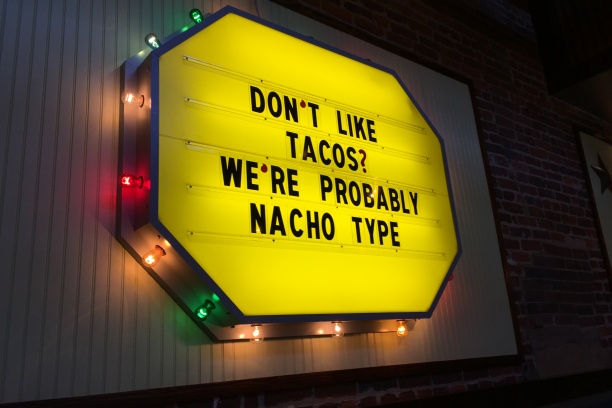 DON'T LIKE
TACOS?
WE'RE PROBABLY
NACHO TYPE